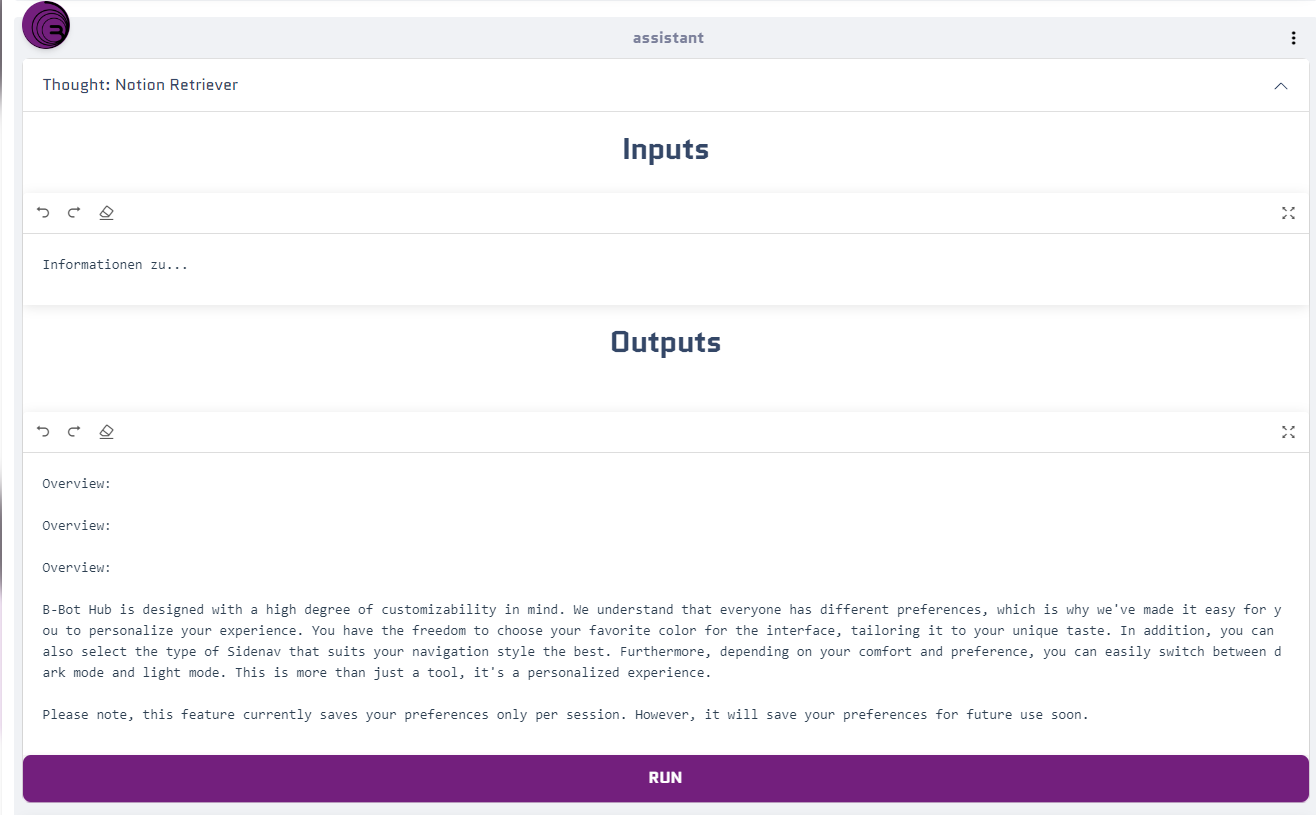 assistant
Thought: Notion Retriever
Inputs
Informationen zu...
Outputs
Overview:
Overview:
Overview:
B-Bot Hub is designed with a high degree of customizability in mind. We understand that everyone has different preferences, which is why we've made it easy for y
ou to personalize your experience. You have the freedom to choose your favorite color for the interface, tailoring it to your unique taste. In addition, you can
also select the type of Sidenav that suits your navigation style the best. Furthermore, depending on your comfort and preference, you can easily switch between d
ark mode and light mode. This is more than just a tool, it's a personalized experience.
Please note, this feature currently saves your preferences only per session. However, it will save your preferences for future use soon.
RUN